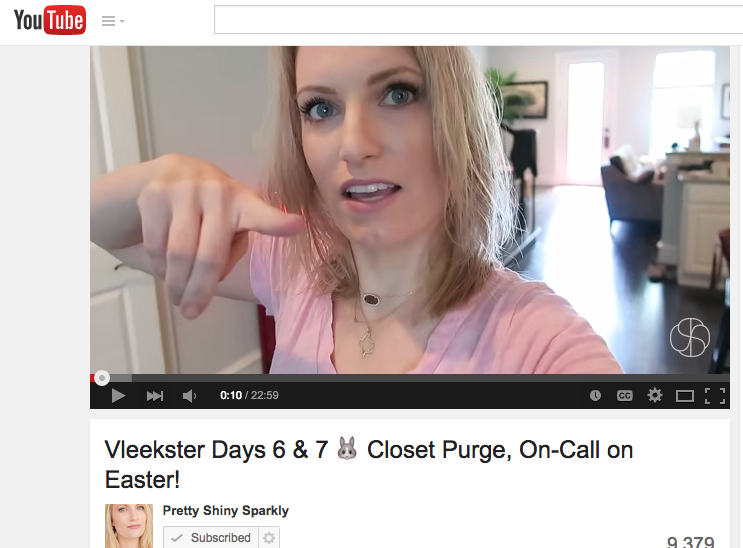 YouTube
0:10 / 22:59
CC
Vleekster Days 6 & 7 🐰 Closet Purge, On-Call on
Easter!
Pretty Shiny Sparkly
Subscribed
9,379